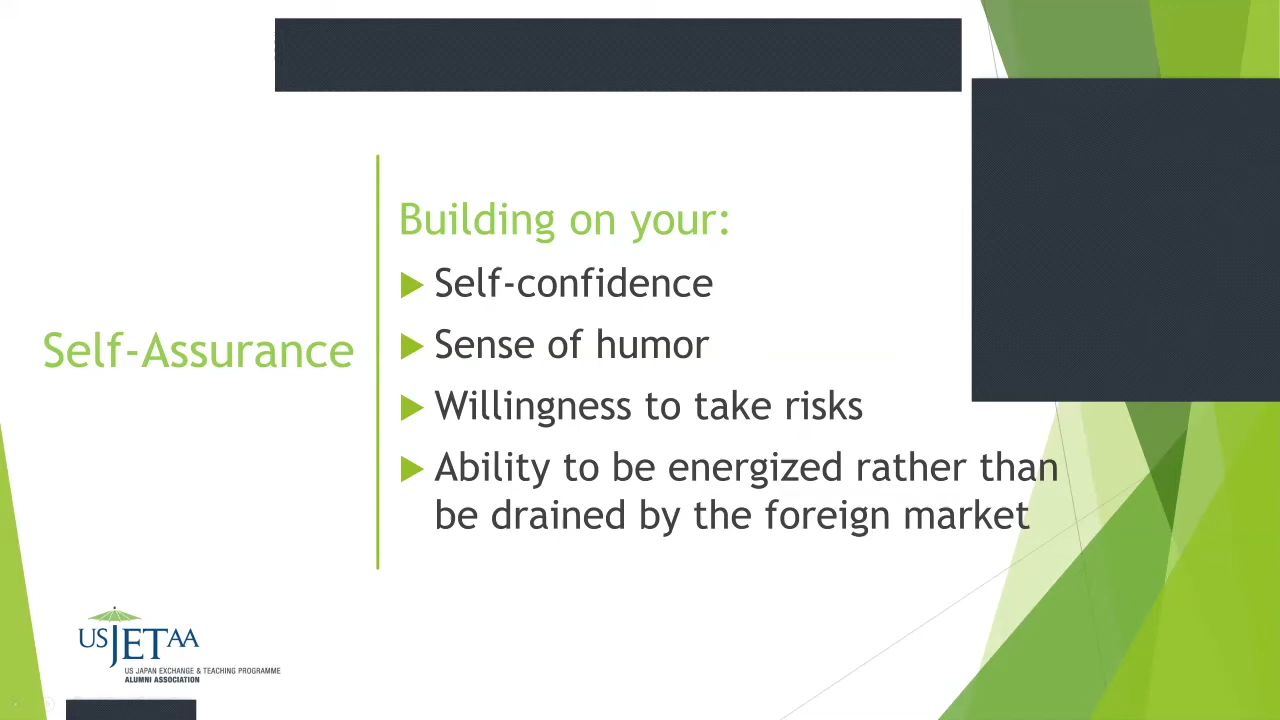 Self-Assurance
Building on your:
Self-confidence
Sense of humor
Willingness to take risks
Ability to be energized rather than
be drained by the foreign market
US JET AA
US JAPAN EXCHANGE & TEACHING PROGRAMME
ALUMNI ASSOCIATION